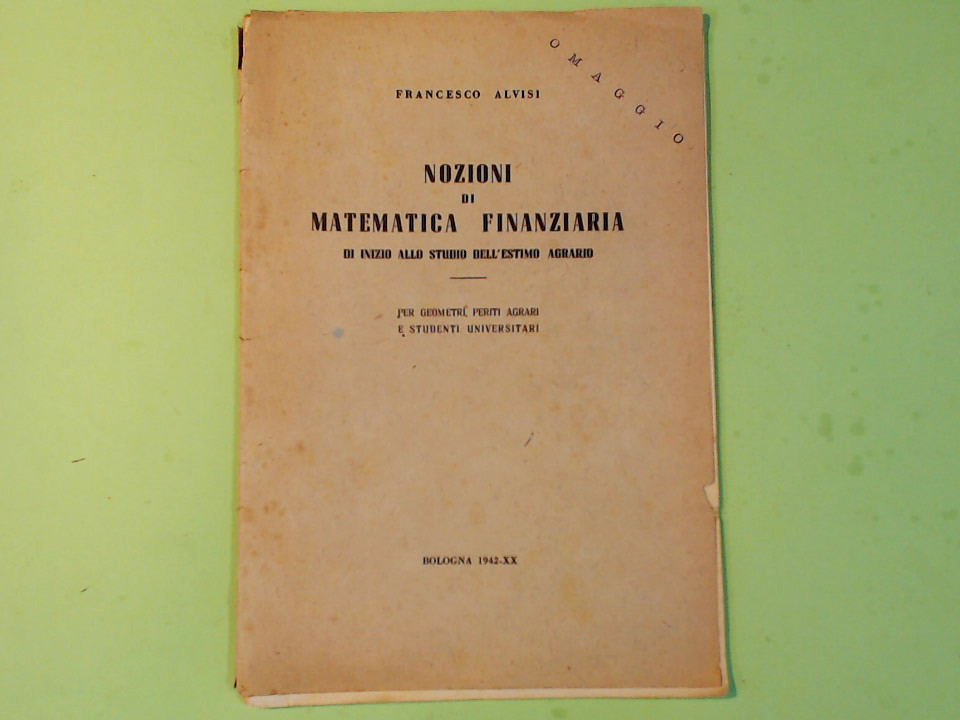 OMAGGIO
FRANCESCO ALVISI
NOZIONI
DI
MATEMATICA FINANZIARIA
DI INIZIO ALLO STUDIO DELL'ESTIMO AGRARIO
PER GEOMETRI, PERITI AGRARI
E STUDENTI UNIVERSITARI
BOLOGNA 1942-XX